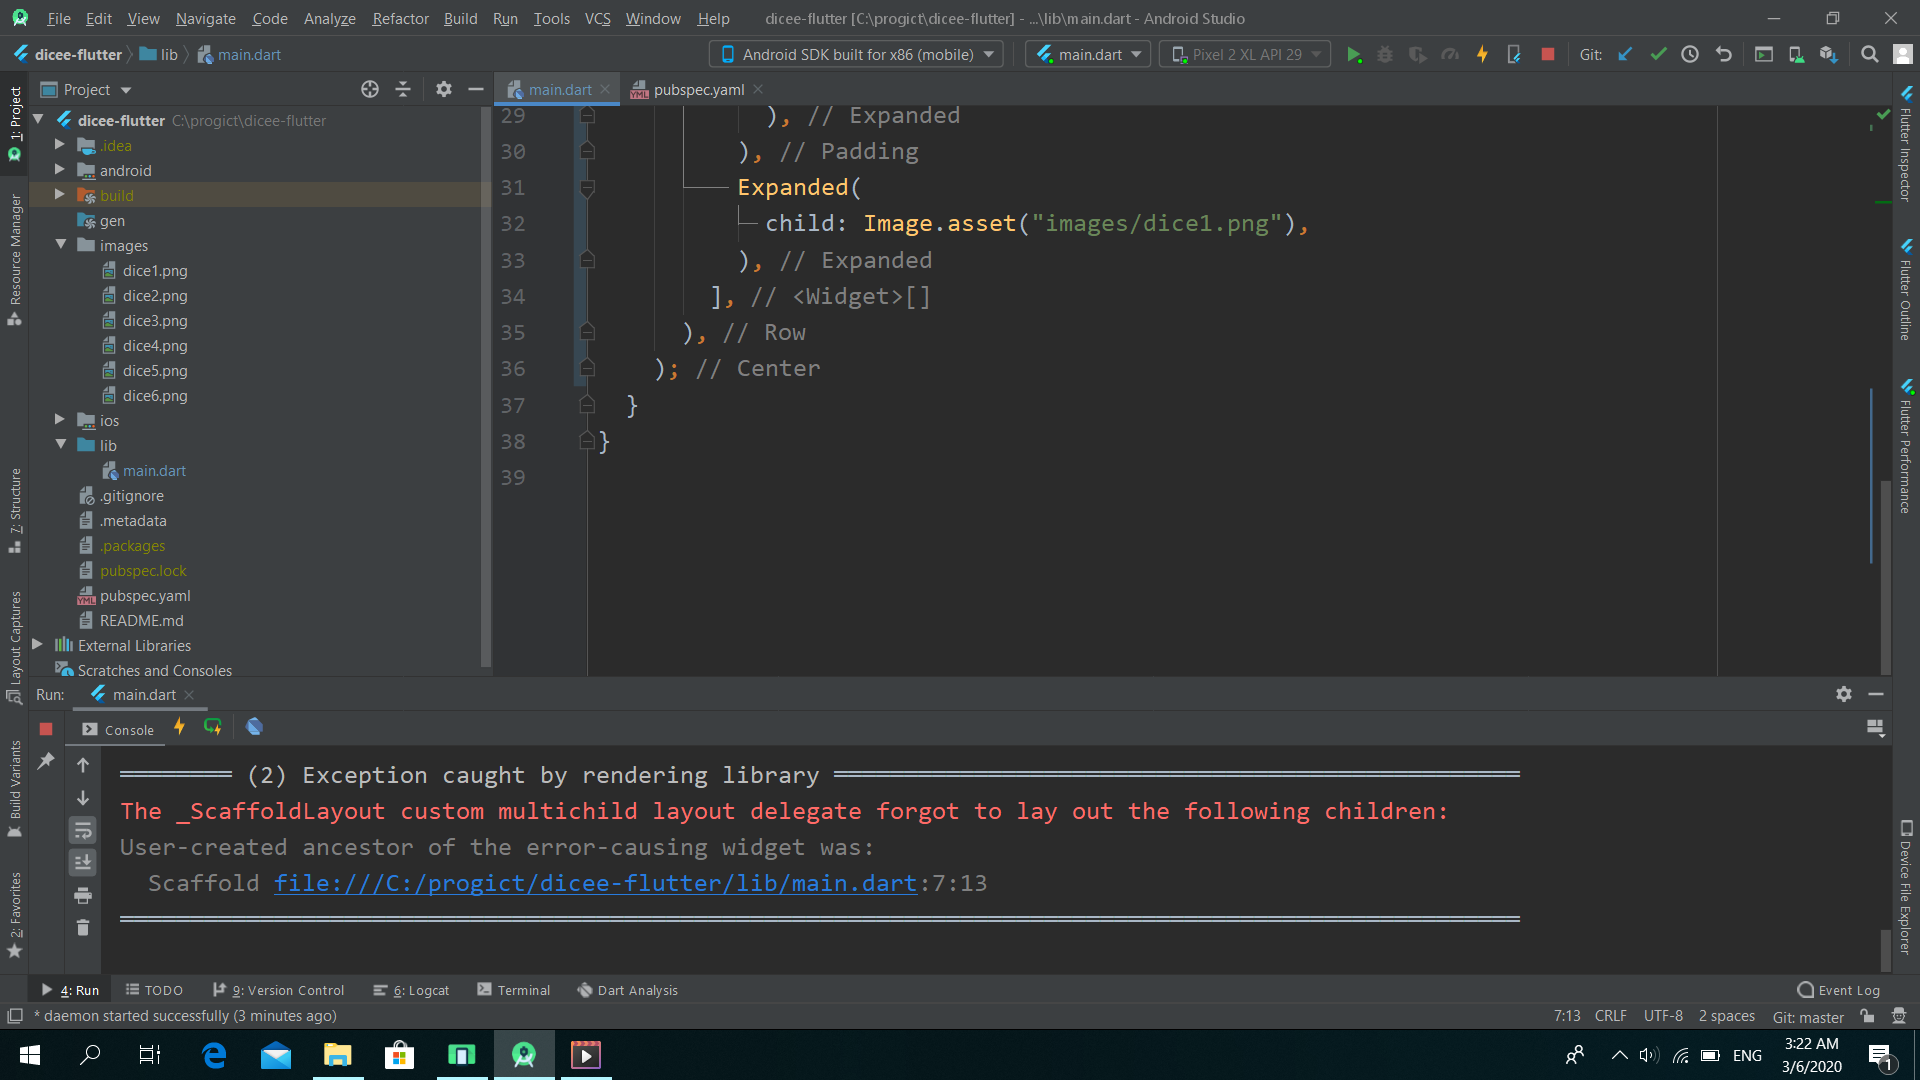 File Edit View Navigate Code Analyze Refactor Build Run Tools VCS Window Help dicee-flutter [C:\progict\dicee-flutter] - ...\lib\main.dart - Android Studio
dicee-flutter lib main.dart Android SDK built for x86 (mobile) main.dart Pixel 2 XL API 29 Git:
Project
main.dart
pubspec.yaml
1: Project
Resource Manager
7: Structure
Layout Captures
Build Variants
2: Favorites
dicee-flutter C:\progict\dicee-flutter
.idea
android
build
gen
images
dice1.png
dice2.png
dice3.png
dice4.png
dice5.png
dice6.png
ios
lib
main.dart
.gitignore
.metadata
.packages
pubspec.lock
pubspec.yaml
README.md
External Libraries
Scratches and Consoles
29 ), // Expanded
30 ), // Padding
31 Expanded(
32 child: Image.asset("images/dice1.png"),
33 ), // Expanded
34 ], // <Widget>[]
35 ), // Row
36 ); // Center
37 }
38 }
39
Flutter Inspector
Flutter Outline
Flutter Performance
Device File Explorer
Run: main.dart
Console
════════ (2) Exception caught by rendering library ═════════════════════════════════════════════════
The _ScaffoldLayout custom multichild layout delegate forgot to lay out the following children:
User-created ancestor of the error-causing widget was:
Scaffold file:///C:/progict/dicee-flutter/lib/main.dart:7:13
════════════════════════════════════════════════════════════════════════════════════════════════════
4: Run TODO 9: Version Control 6: Logcat Terminal Dart Analysis Event Log
* daemon started successfully (3 minutes ago) 7:13 CRLF UTF-8 2 spaces Git: master
ENG
3:22 AM
3/6/2020
1